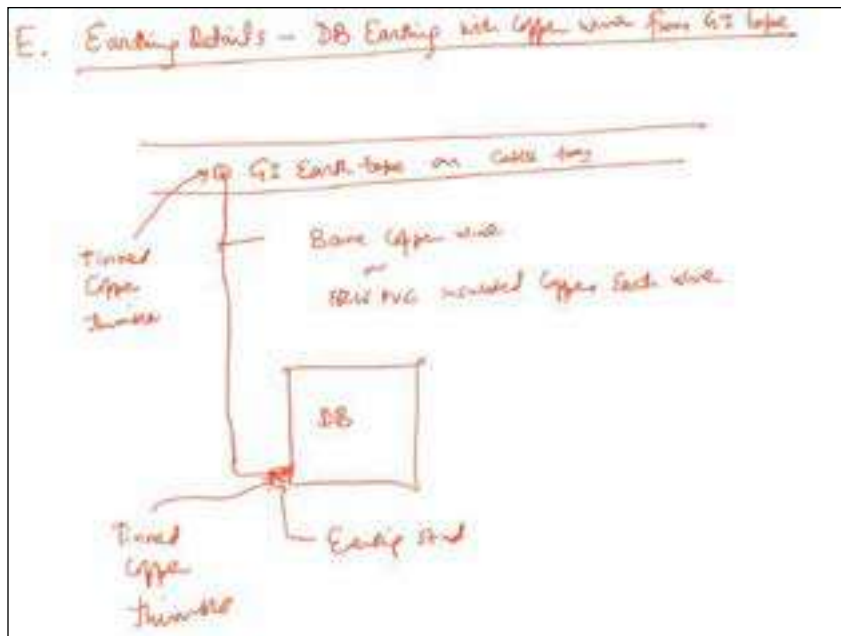 E. Earthing Details - DB Earthing with Copper wire from GI tape
GI Earth tape on Cable tray
Tinned
Copper
thimble
Bare Copper wire
or
PVC insulated Copper Earth wire
DB
Tinned
Copper
thimble
Earthing Stud